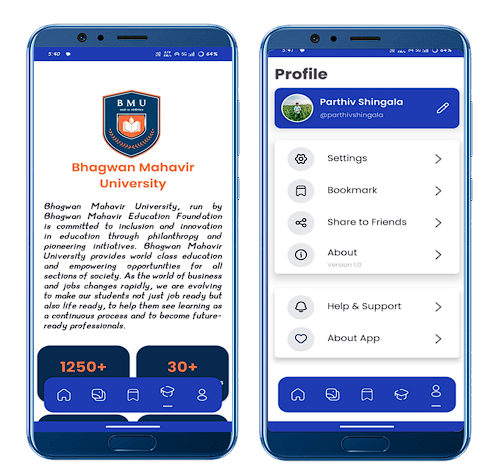 5:40
64%
BMU
Bhagwan Mahavir
University
Bhagwan Mahavir University, run by
Bhagwan Mahavir Education Foundation
is committed to inclusion and innovation
in education through philanthropy and
pioneering initiatives. Bhagwan Mahavir
University provides world class education
and empowering opportunities for all
sections of society. As the world of business
and jobs changes rapidly, we are evolving
to make our students not just job ready but
also life ready, to help them see learning as
a continuous process and to become future-
ready professionals.
1250+
30+
5:41
64%
Profile
Parthiv Shingala
@parthivshingala
Settings
Bookmark
Share to Friends
About
Version 1.0
Help & Support
About App